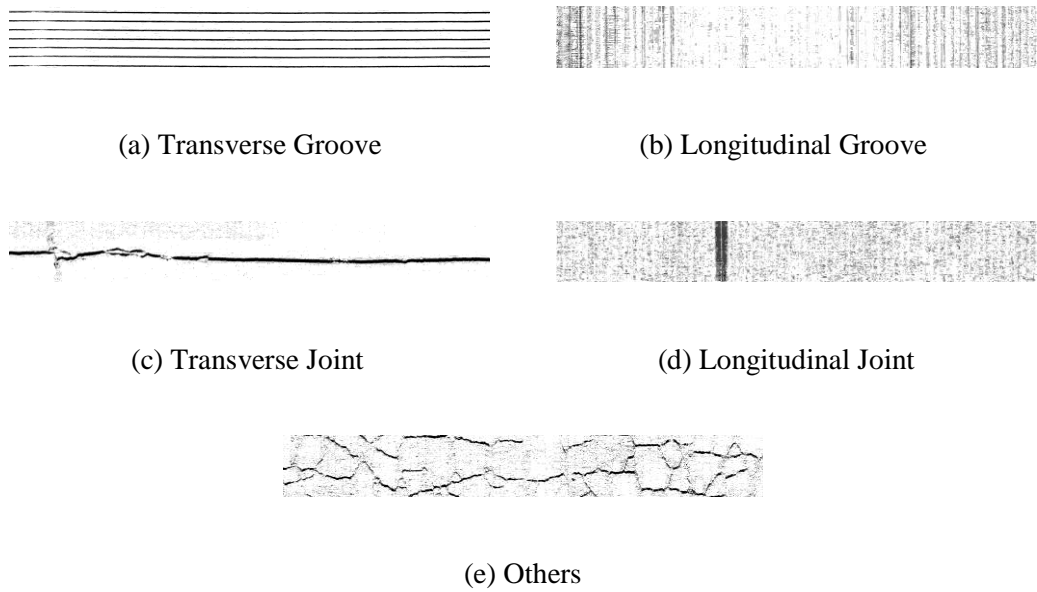 (a) Transverse Groove
(b) Longitudinal Groove
(c) Transverse Joint
(d) Longitudinal Joint
(e) Others